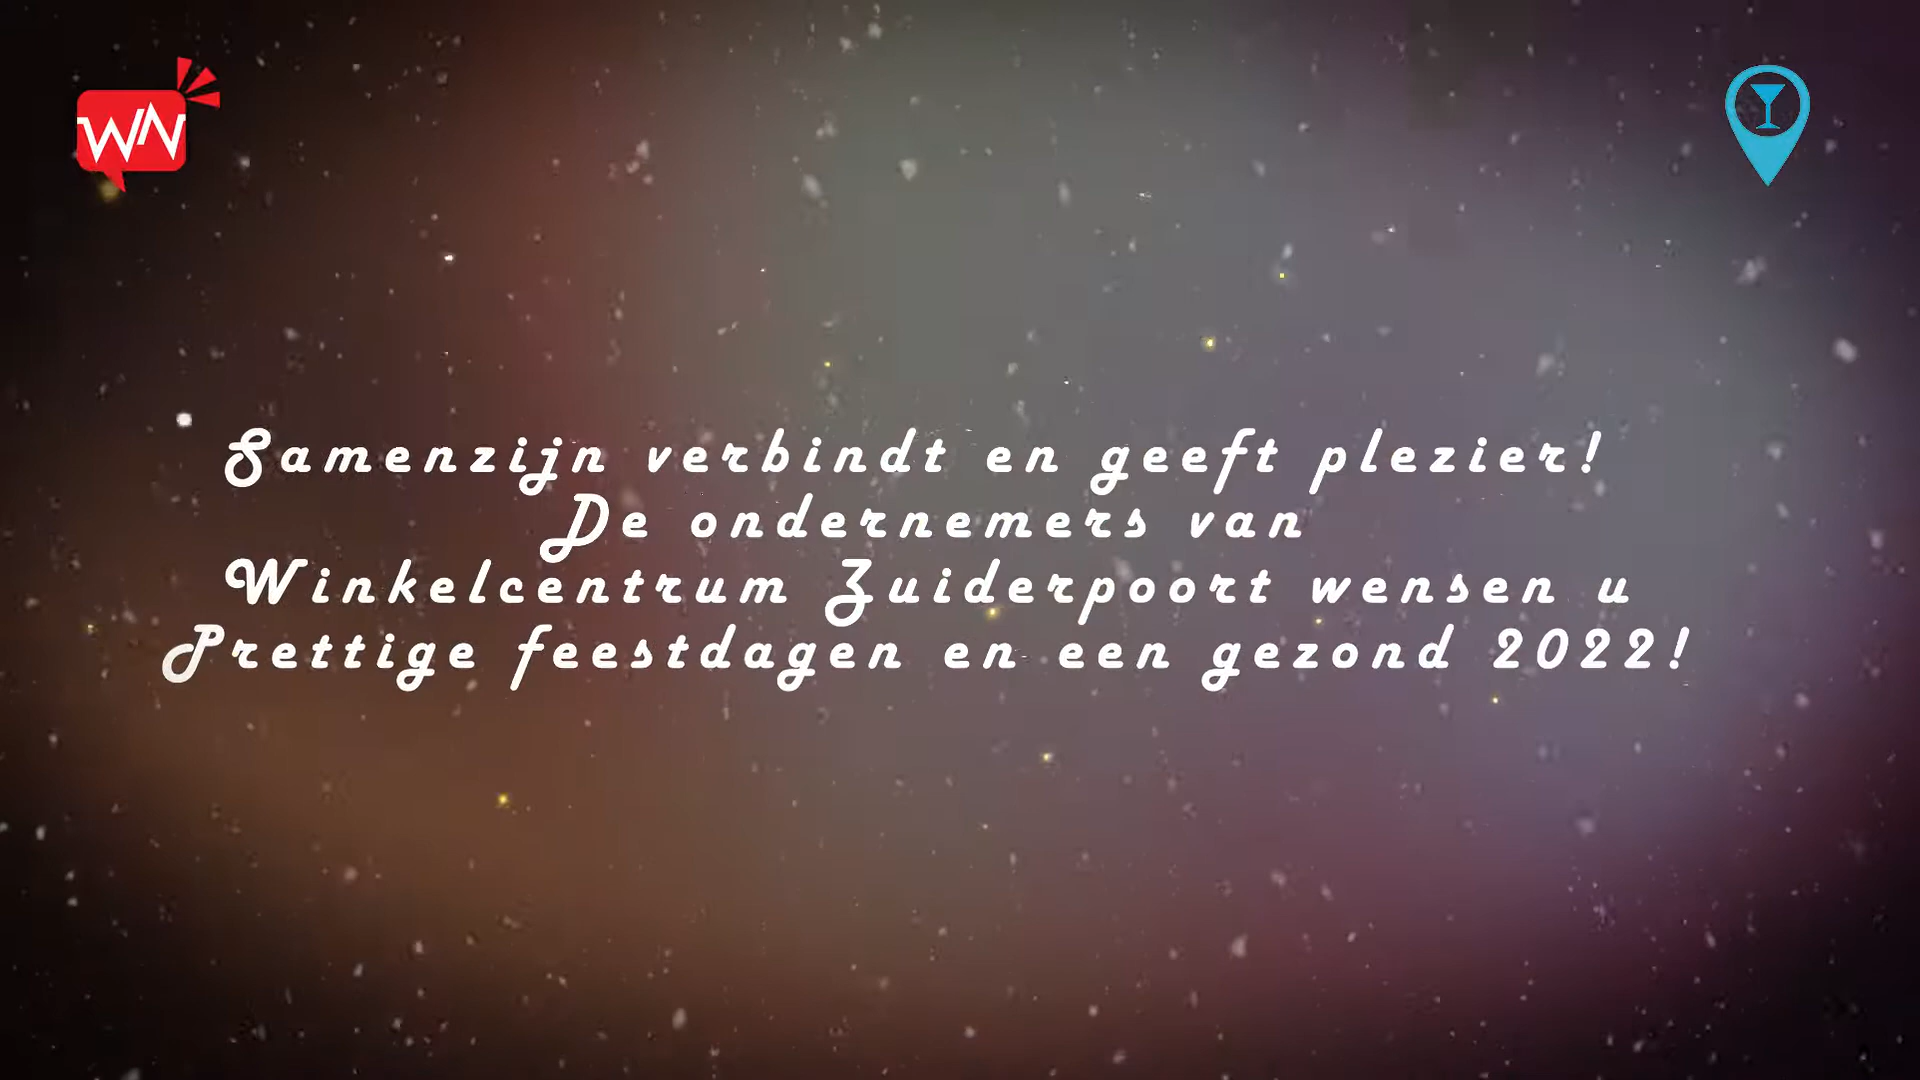 WN
Samenzijn verbindt en geeft plezier!
De ondernemers van
Winkelcentrum Zuiderpoort wensen u
Prettige feestdagen en een gezond 2022!